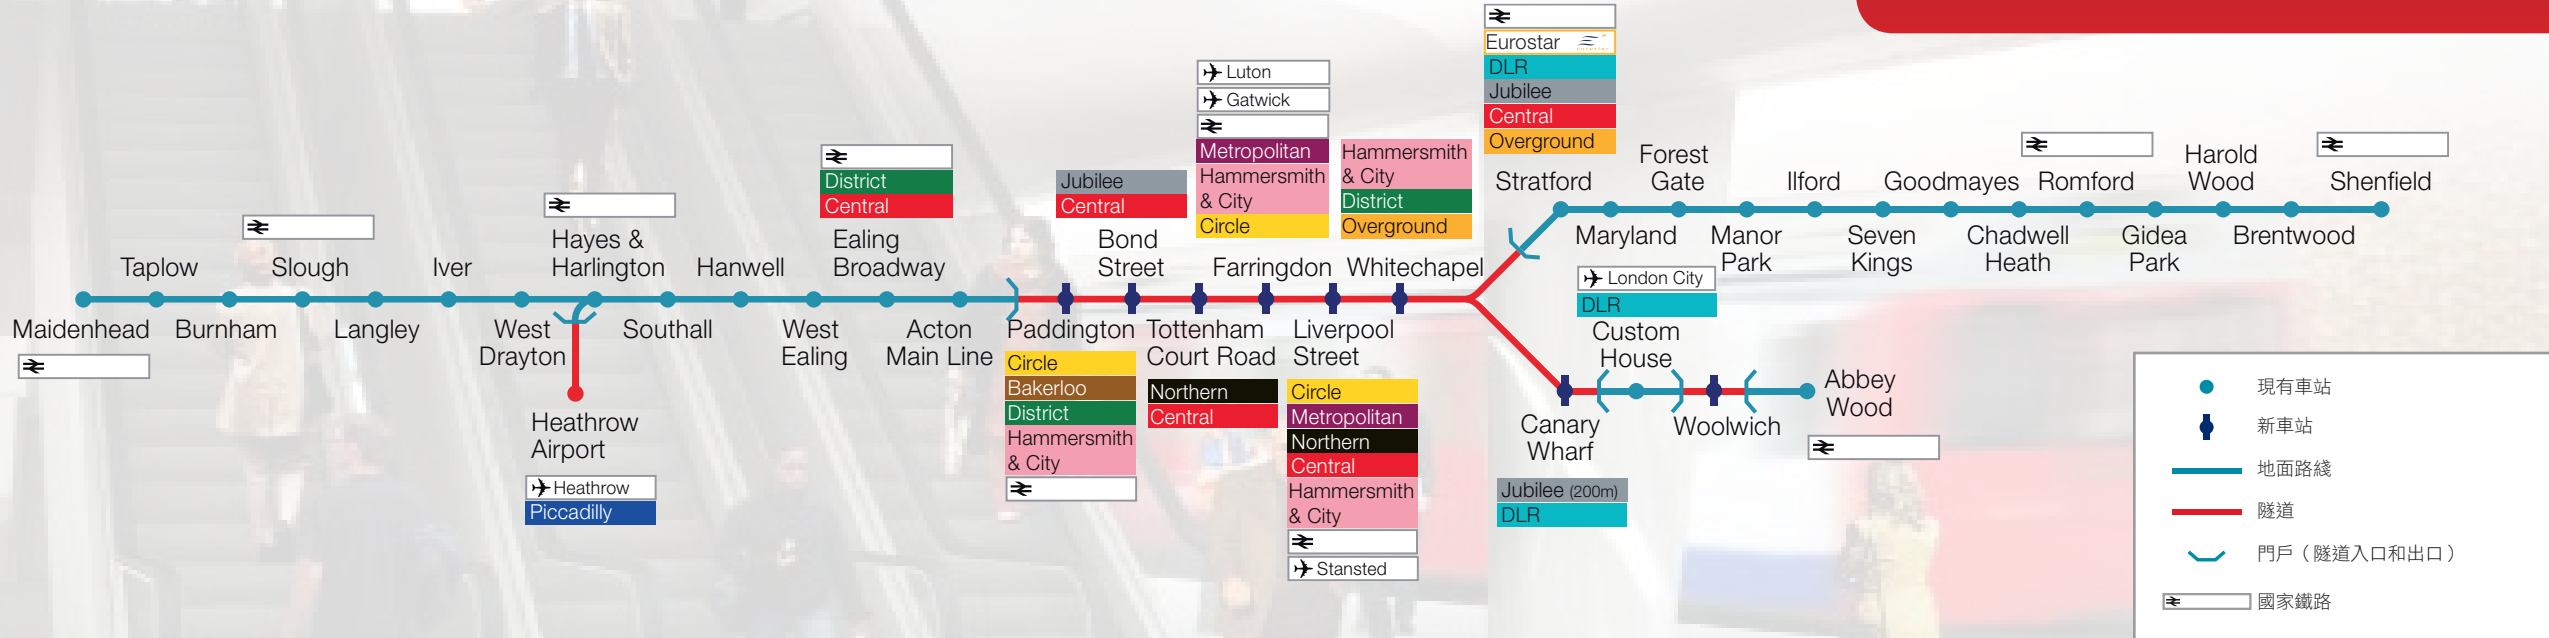 Luton
Gatwick
Metropolitan
Hammersmith
& City
Circle
Hammersmith
& City
District
Overground
Eurostar
DLR
Jubilee
Central
Overground
District
Central
Jubilee
Central
Taplow
Slough
Iver
Hayes &
Harlington
Hanwell
Ealing
Broadway
Bond
Street
Farringdon
Whitechapel
Stratford
Forest
Gate
Ilford
Goodmayes
Romford
Harold
Wood
Shenfield
Maryland
Manor
Park
Seven
Kings
Chadwell
Heath
Gidea
Park
Brentwood
Maidenhead
Burnham
Langley
West
Drayton
Southall
West
Ealing
Acton
Main Line
Paddington
Circle
Bakerloo
District
Hammersmith
& City
Tottenham
Court Road
Northern
Central
Liverpool
Street
Circle
Metropolitan
Northern
Central
Hammersmith
& City
Stansted
Heathrow
Airport
Heathrow
Piccadilly
London City
DLR
Custom
House
Canary
Wharf
Jubilee (200m)
DLR
Woolwich
Abbey
Wood
現有車站
新車站
地面路綫
隧道
門戶（隧道入口和出口）
國家鐵路